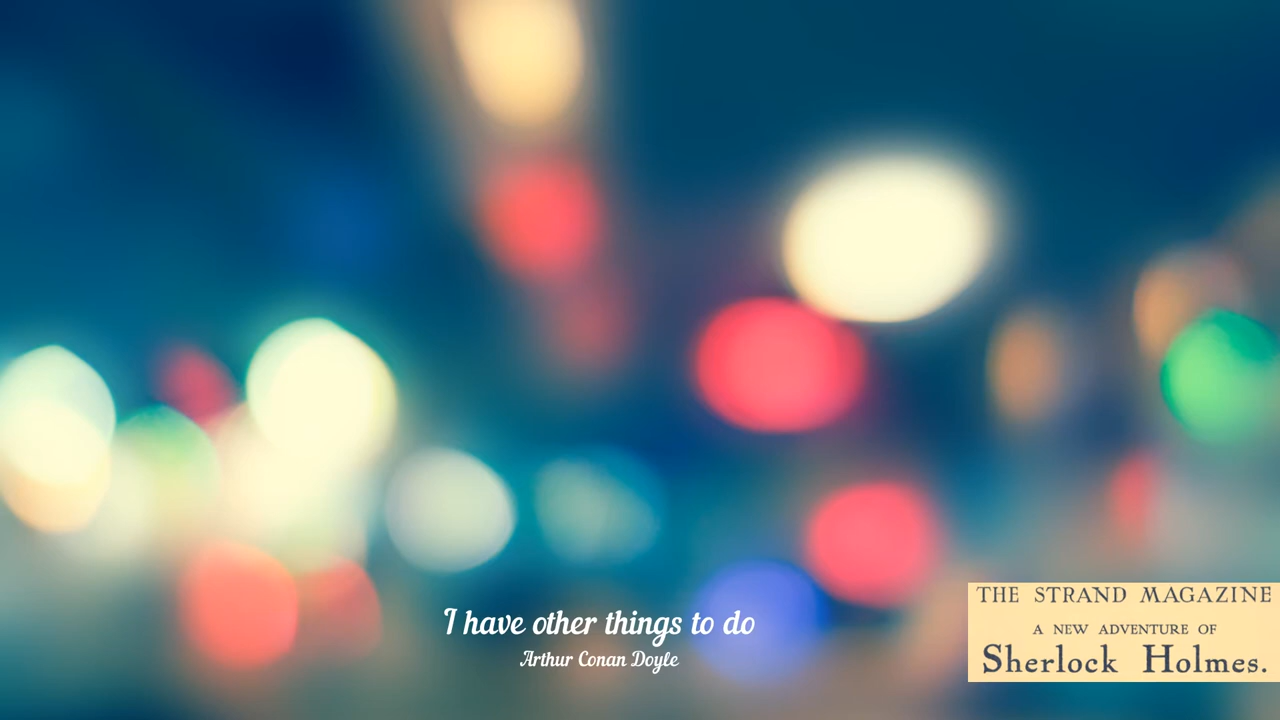 I have other things to do
Arthur Conan Doyle
THE STRAND MAGAZINE
A NEW ADVENTURE OF
Sherlock Holmes.